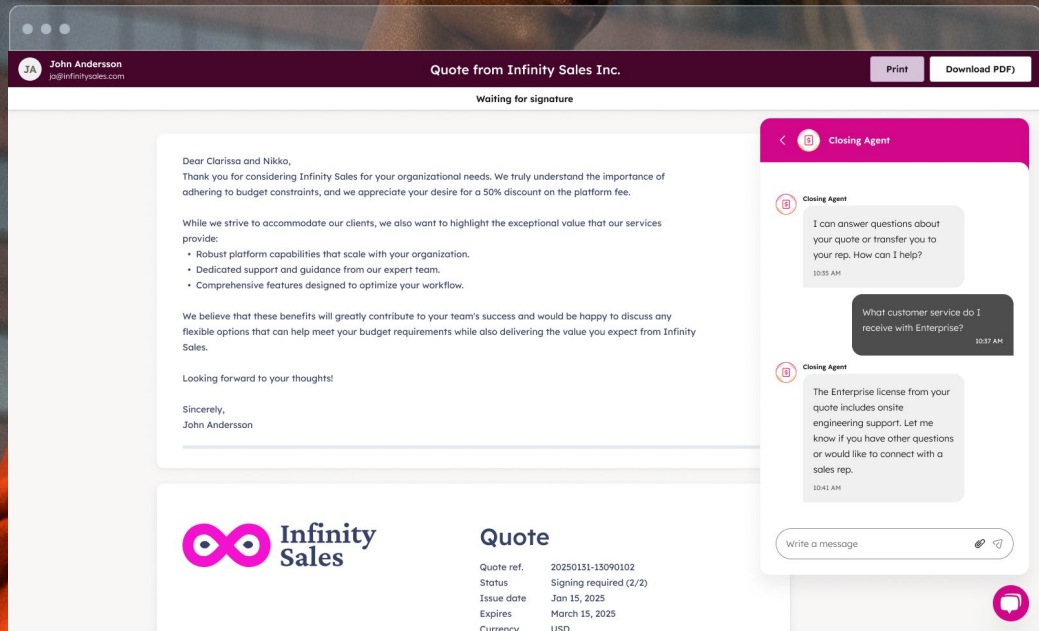 JA
John Andersson
ja@infinitysales.com
Quote from Infinity Sales Inc.
Print
Download PDF)
Waiting for signature
Dear Clarissa and Nikko,
Thank you for considering Infinity Sales for your organizational needs. We truly understand the importance of
adhering to budget constraints, and we appreciate your desire for a 50% discount on the platform fee.
While we strive to accommodate our clients, we also want to highlight the exceptional value that our services
provide:
• Robust platform capabilities that scale with your organization.
• Dedicated support and guidance from our expert team.
• Comprehensive features designed to optimize your workflow.
We believe that these benefits will greatly contribute to your team's success and would be happy to discuss any
flexible options that can help meet your budget requirements while also delivering the value you expect from Infinity
Sales.
Looking forward to your thoughts!
Sincerely,
John Andersson
Infinity
Sales
Quote
Quote ref. 20250131-13090102
Status Signing required (2/2)
Issue date Jan 15, 2025
Expires March 15, 2025
Currency USD
Closing Agent
Closing Agent
I can answer questions about
your quote or transfer you to
your rep. How can I help?
10:35 AM
What customer service do I
receive with Enterprise?
10:37 AM
Closing Agent
The Enterprise license from your
quote includes onsite
engineering support. Let me
know if you have other questions
or would like to connect with a
sales rep.
10:41 AM
Write a message